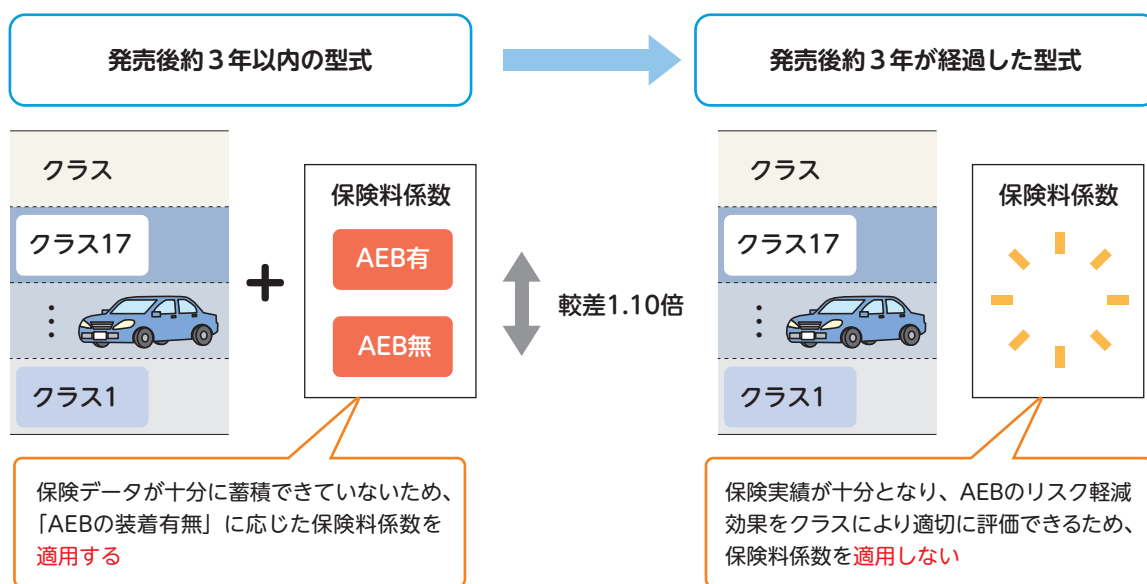 発売後約3年以内の型式
発売後約3年が経過した型式
クラス
クラス17
⋮
クラス1
+
保険料係数
AEB有
AEB無
較差1.10倍
クラス
クラス17
⋮
クラス1
保険料係数
保険データが十分に蓄積できていないため、
「AEBの装着有無」に応じた保険料係数を
適用する
保険実績が十分となり、AEBのリスク軽減
効果をクラスにより適切に評価できるため、
保険料係数を適用しない